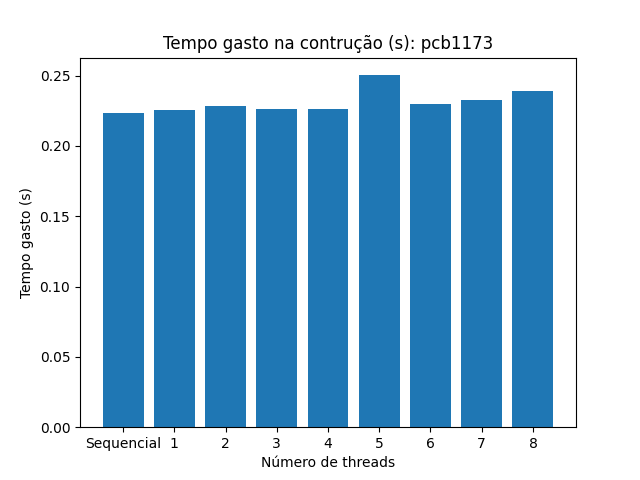 Tempo gasto na contrução (s): pcb1173
0.25
0.20
0.15
0.10
0.05
0.00
Tempo gasto (s)
Sequencial 1 2 3 4 5 6 7 8
Número de threads